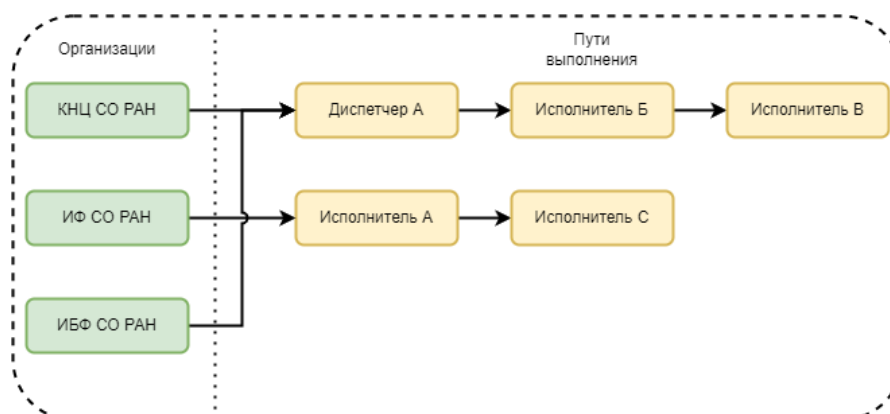 Организации
Пути
выполнения
КНЦ СО РАН
Диспетчер А
Исполнитель Б
Исполнитель В
ИФ СО РАН
Исполнитель А
Исполнитель С
ИБФ СО РАН